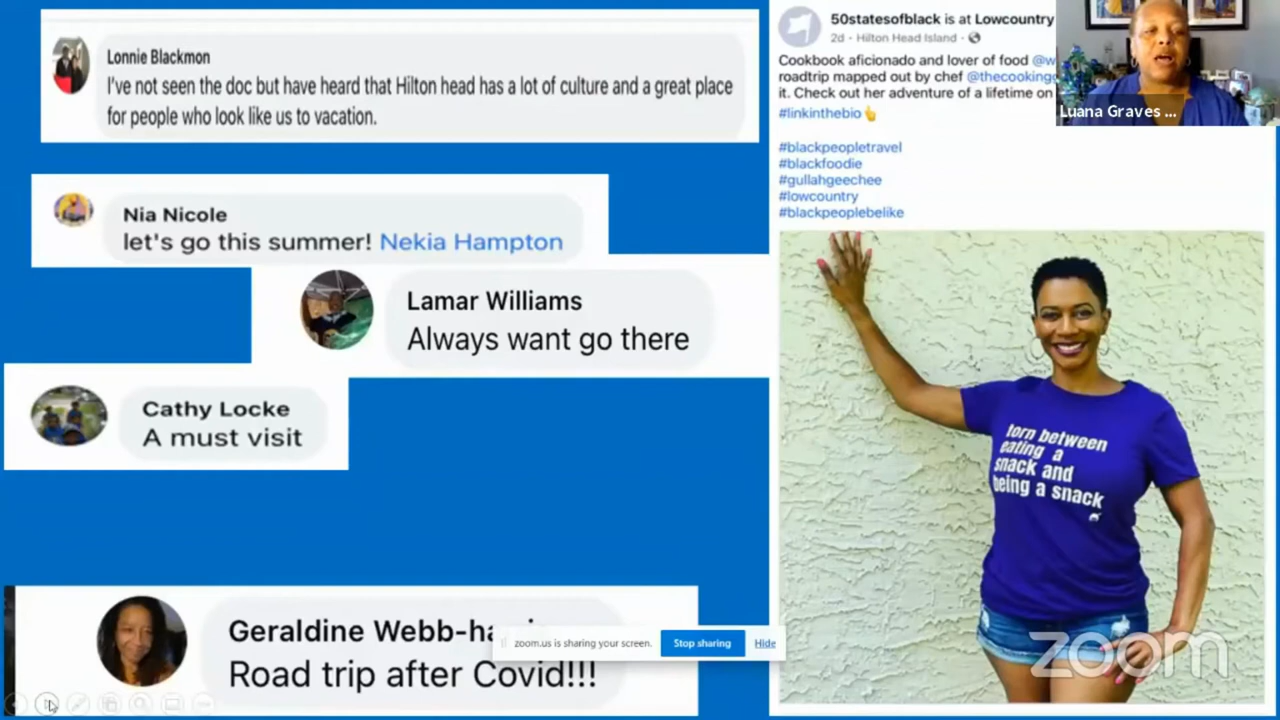 Lonnie Blackmon
I've not seen the doc but have heard that Hilton head has a lot of culture and a great place
for people who look like us to vacation.
Nia Nicole
let's go this summer! Nekia Hampton
Lamar Williams
Always want go there
Cathy Locke
A must visit
Geraldine Webb-ha
Road trip after Covid!!!
zoom.us is sharing your screen.
Stop sharing
Hide
50statesofblack is at Lowcountry
2d · Hilton Head Island ·
Cookbook aficionado and lover of food @w
roadtrip mapped out by chef @thecooking
it. Check out her adventure of a lifetime on
#linkinthebio👆
#blackpeopletravel
#blackfoodie
#gullahgeechee
#lowcountry
#blackpeoplebelike
Luana Graves ...
torn between
eating a
snack and
being a snack
zoom